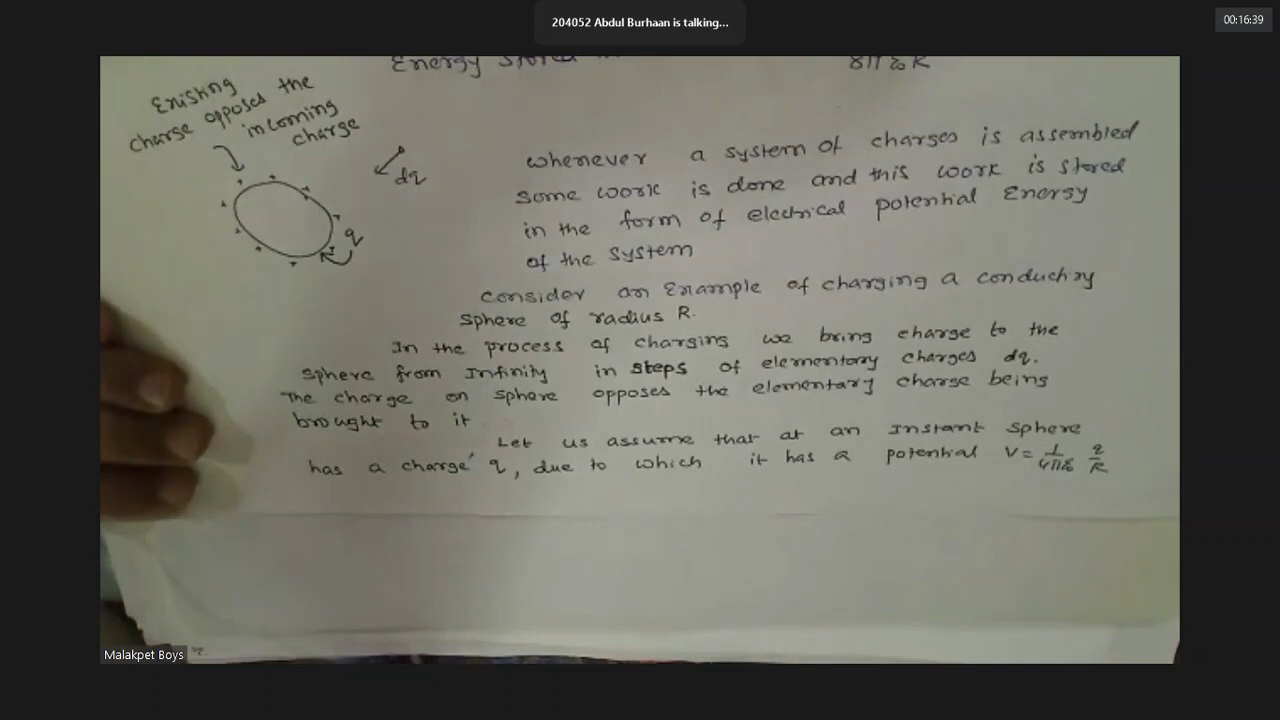 204052 Abdul Burhaan is talking...
00:16:39
Energy Stored
8π ε₀ R
Existing
charge opposes the
incoming
charge
dq
q
whenever a system of charges is assembled
some work is done and this work is stored
in the form of electrical potential Energy
of the system
Consider an Example of charging a conducting
sphere of radius R.
In the process of charging we bring charge to the
sphere from Infinity in steps of elementary charges dq.
The charge on sphere opposes the elementary charge being
brought to it
Let us assume that at an instant sphere
has a charge q, due to which it has a potential V = 1/4πε₀ q/R
Malakpet Boys